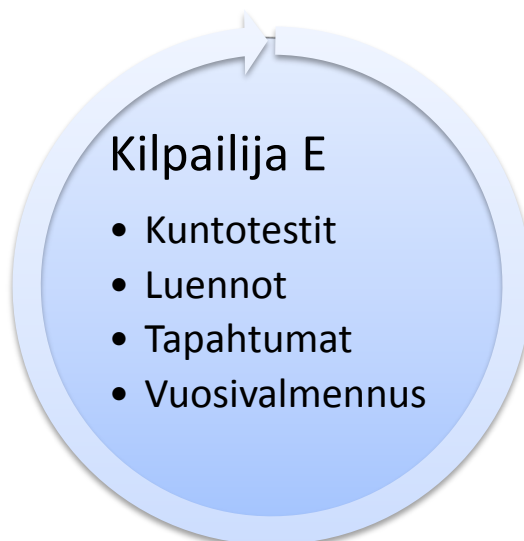 Kilpailija E
• Kuntotestit
• Luennot
• Tapahtumat
• Vuosivalmennus